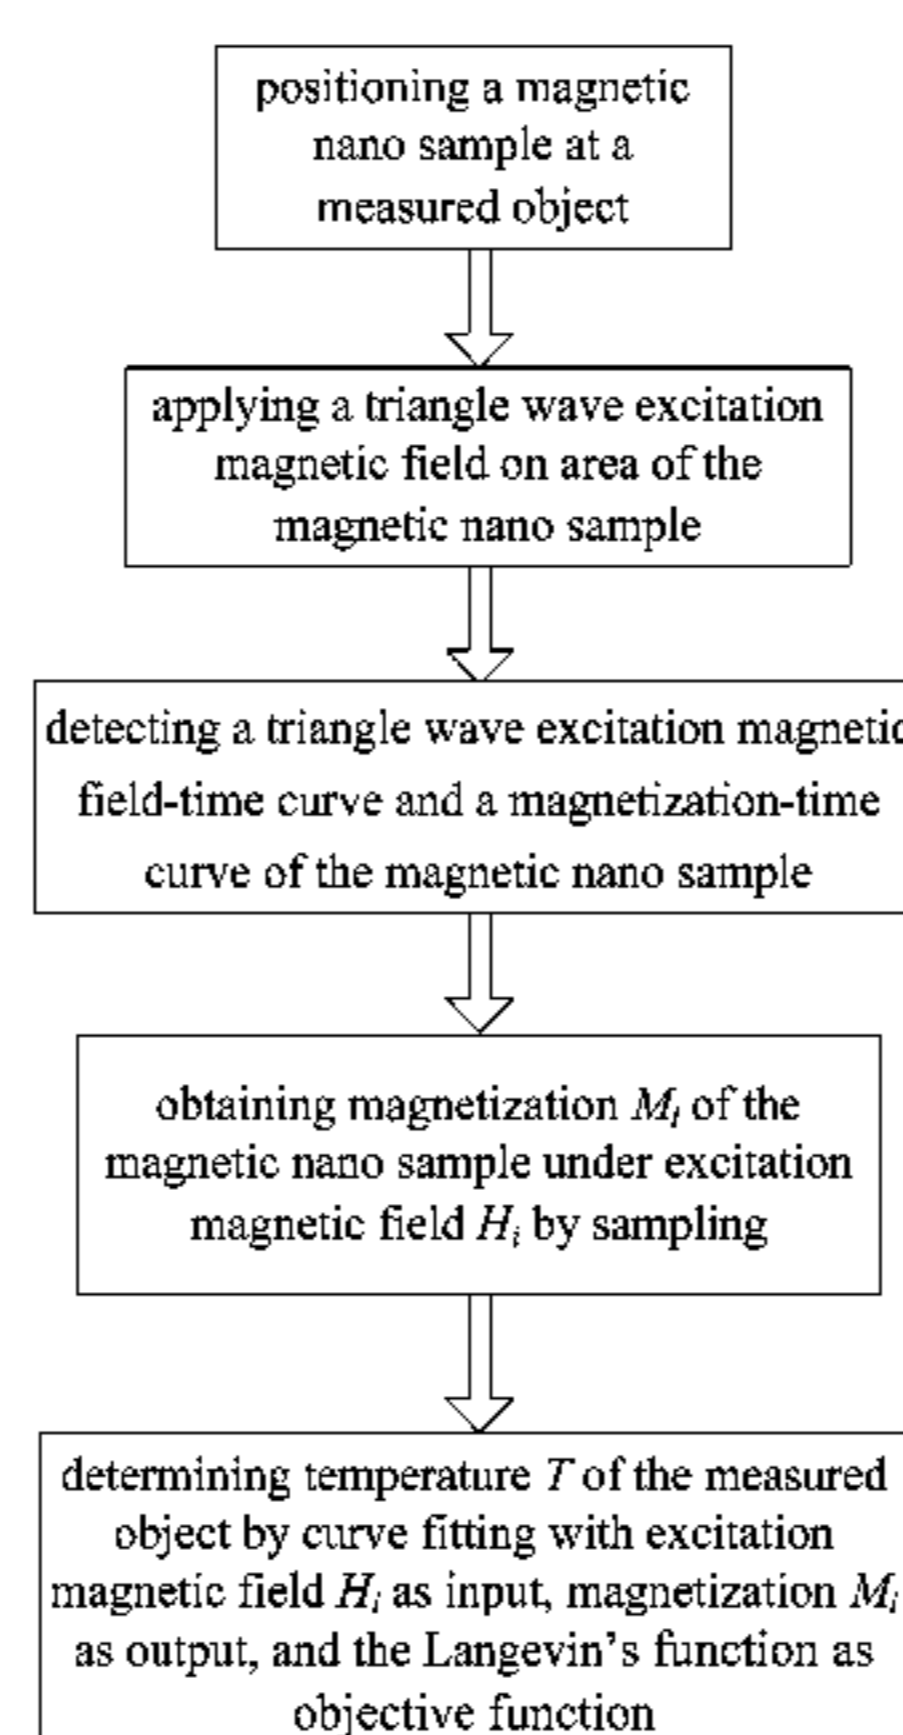 positioning a magnetic
nano sample at a
measured object
applying a triangle wave excitation
magnetic field on area of the
magnetic nano sample
detecting a triangle wave excitation magnetic
field-time curve and a magnetization-time
curve of the magnetic nano sample
obtaining magnetization Mi of the
magnetic nano sample under excitation
magnetic field Hi by sampling
determining temperature T of the measured
object by curve fitting with excitation
magnetic field Hi as input, magnetization Mi
as output, and the Langevin’s function as
objective function